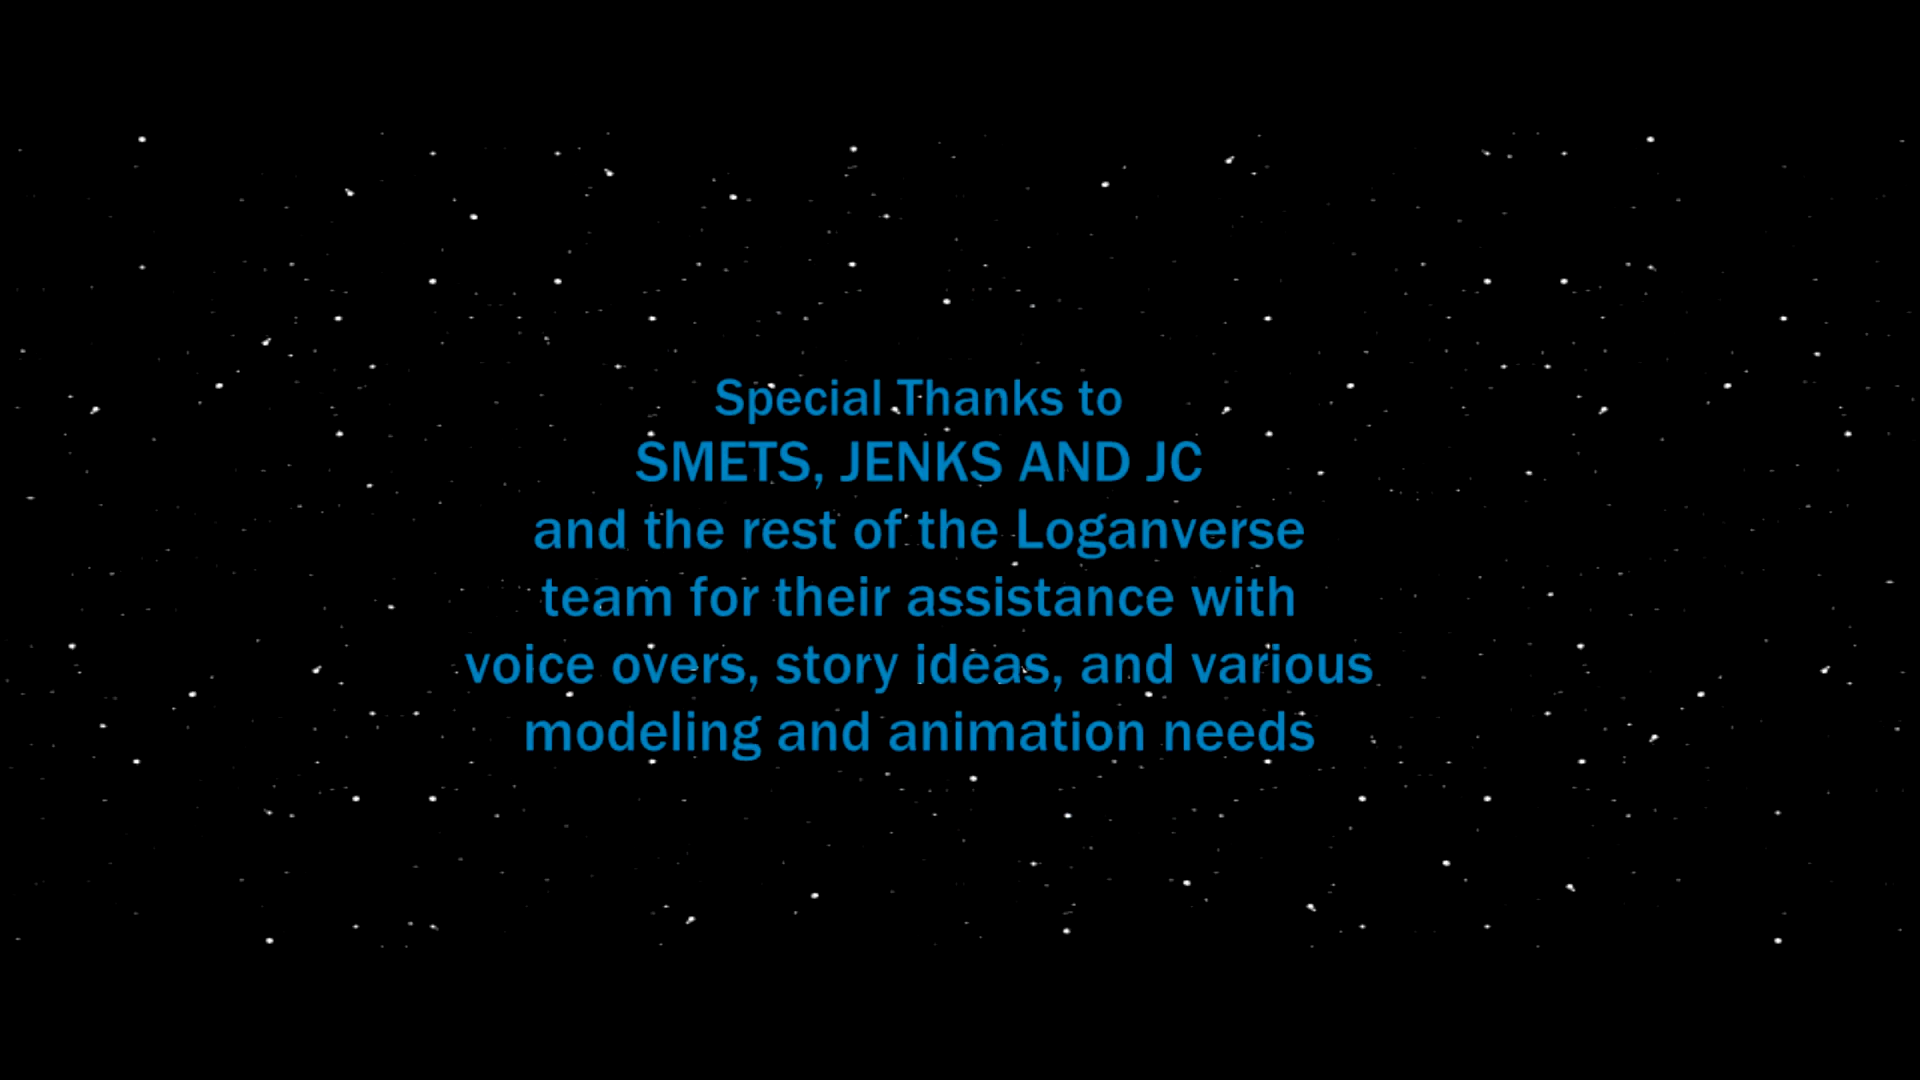 Special Thanks to
SMETS, JENKS AND JC
and the rest of the Loganverse
team for their assistance with
voice overs, story ideas, and various
modeling and animation needs